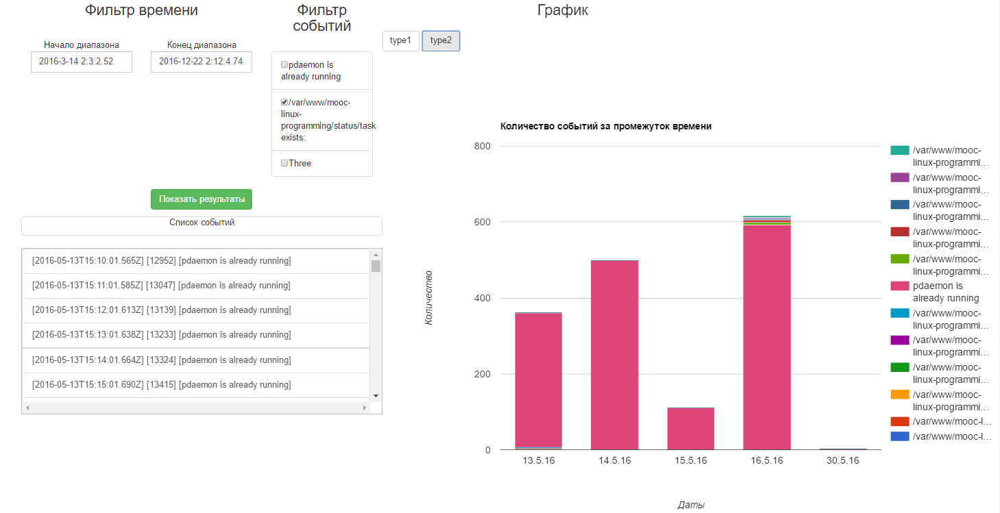 Фильтр времени
Начало диапазона
2016-3-14 2:3:2.52
Конец диапазона
2016-12-22 2:12:4.74
Фильтр
событий
pdaemon is
already running
/var/www/mooc-
linux-
programming/status/task
exists:
Three
Показать результаты
Список событий
[2016-05-13T15:10:01.565Z] [12952] [pdaemon is already running]
[2016-05-13T15:11:01.585Z] [13047] [pdaemon is already running]
[2016-05-13T15:12:01.613Z] [13139] [pdaemon is already running]
[2016-05-13T15:13:01.638Z] [13233] [pdaemon is already running]
[2016-05-13T15:14:01.664Z] [13324] [pdaemon is already running]
[2016-05-13T15:15:01.690Z] [13415] [pdaemon is already running]
type1
type2
График
Количество событий за промежуток времени
800
600
400
200
0
Количество
13.5.16
14.5.16
15.5.16
16.5.16
30.5.16
Даты
/var/www/mooc-
linux-programmi…
/var/www/mooc-
linux-programmi…
/var/www/mooc-
linux-programmi…
/var/www/mooc-
linux-programmi…
/var/www/mooc-
linux-programmi…
pdaemon is
already running
/var/www/mooc-
linux-programmi…
/var/www/mooc-
linux-programmi…
/var/www/mooc-
linux-programmi…
/var/www/mooc-
linux-programmi…
/var/www/mooc-l…
/var/www/mooc-l…